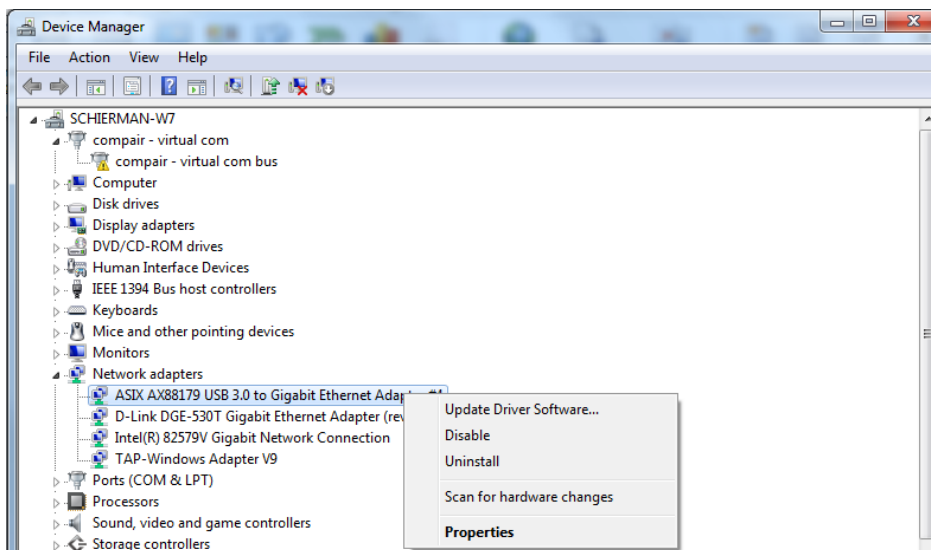 Device Manager
File Action View Help
SCHIERMAN-W7
compair - virtual com
compair - virtual com bus
Computer
Disk drives
Display adapters
DVD/CD-ROM drives
Human Interface Devices
IEEE 1394 Bus host controllers
Keyboards
Mice and other pointing devices
Monitors
Network adapters
ASIX AX88179 USB 3.0 to Gigabit Ethernet Adapter #4
D-Link DGE-530T Gigabit Ethernet Adapter (rev
Intel(R) 82579V Gigabit Network Connection
TAP-Windows Adapter V9
Ports (COM & LPT)
Processors
Sound, video and game controllers
Storage controllers
Update Driver Software...
Disable
Uninstall
Scan for hardware changes
Properties